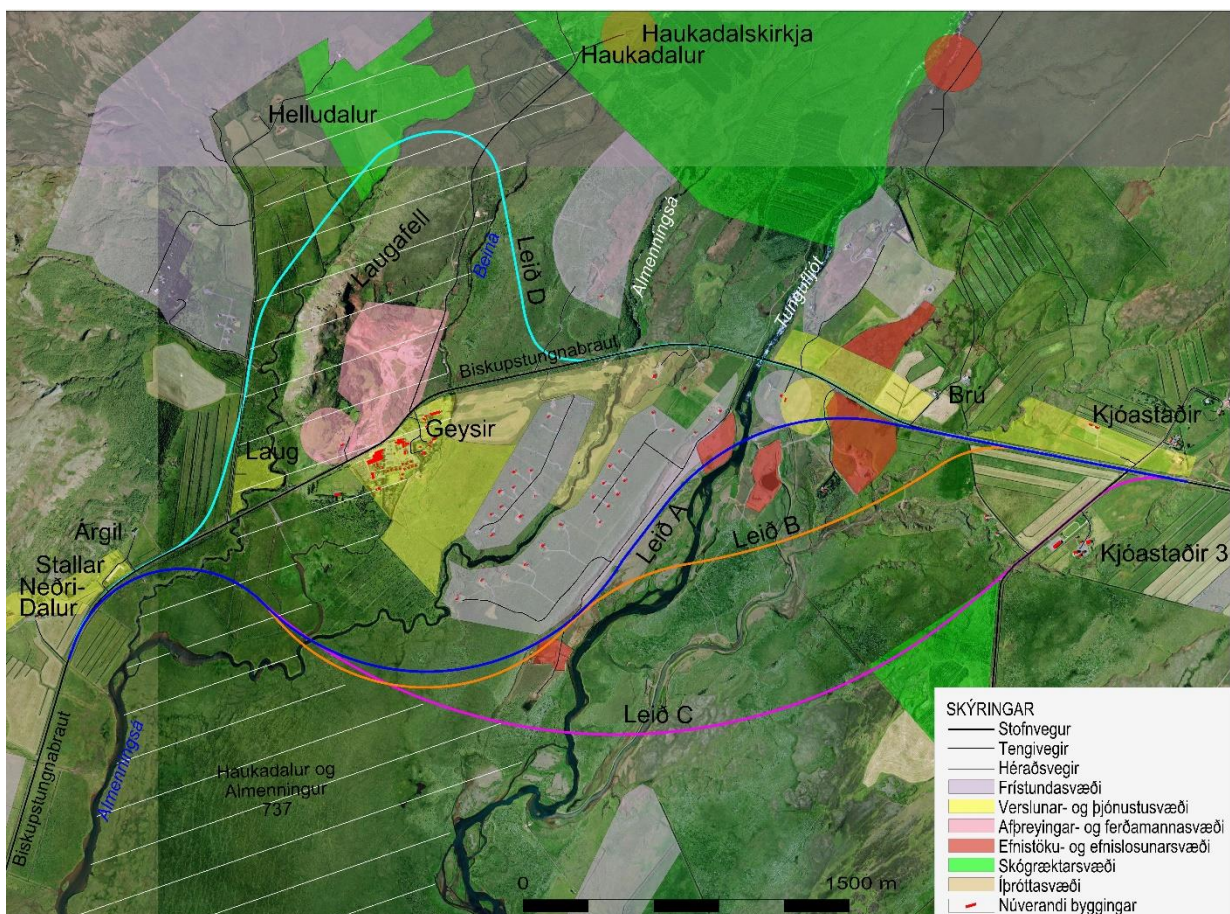 Haukadalskirkja
Haukadalur
Helludalur
Almenningsá
Laugafell
Beiná
Leið D
Tungufljót
Biskupstungnabraut
Brú
Kjóastaðir
Geysir
Laug
Leið A
Leið B
Árgil
Stallar
Neðri-
Dalur
Kjóastaðir 3
Leið C
Biskupstungnabraut
Almenningsá
Haukadalur og
Almenningur
737
0 1500 m
SKÝRINGAR
Stofnvegur
Tengivegir
Héraðsvegir
Frístundasvæði
Verslunar- og þjónustusvæði
Afþreyingar- og ferðamannasvæði
Efnistöku- og efnislosunarsvæði
Skógræktarsvæði
Íþróttasvæði
Núverandi byggingar